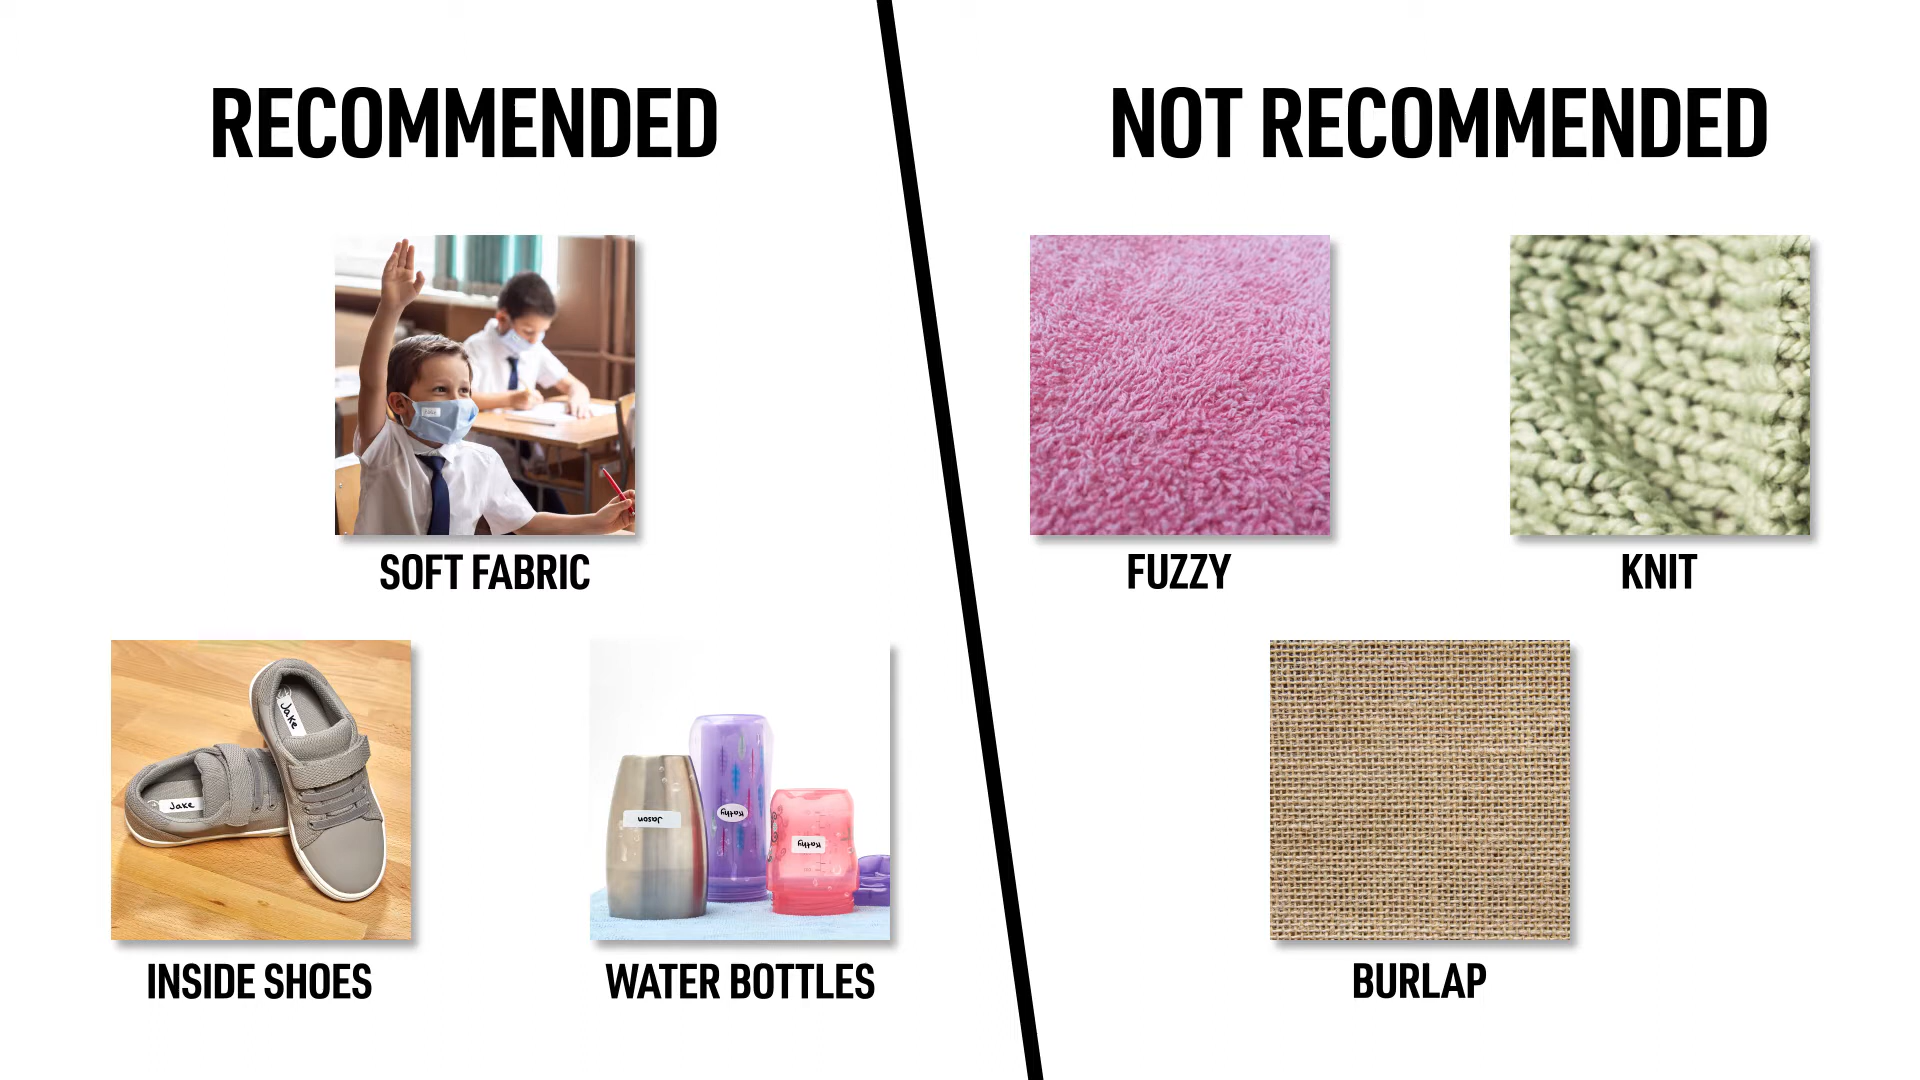 RECOMMENDED
NOT RECOMMENDED
SOFT FABRIC
FUZZY
KNIT
Jake
Jake
Jason
Kathy
Kathy
INSIDE SHOES
WATER BOTTLES
BURLAP